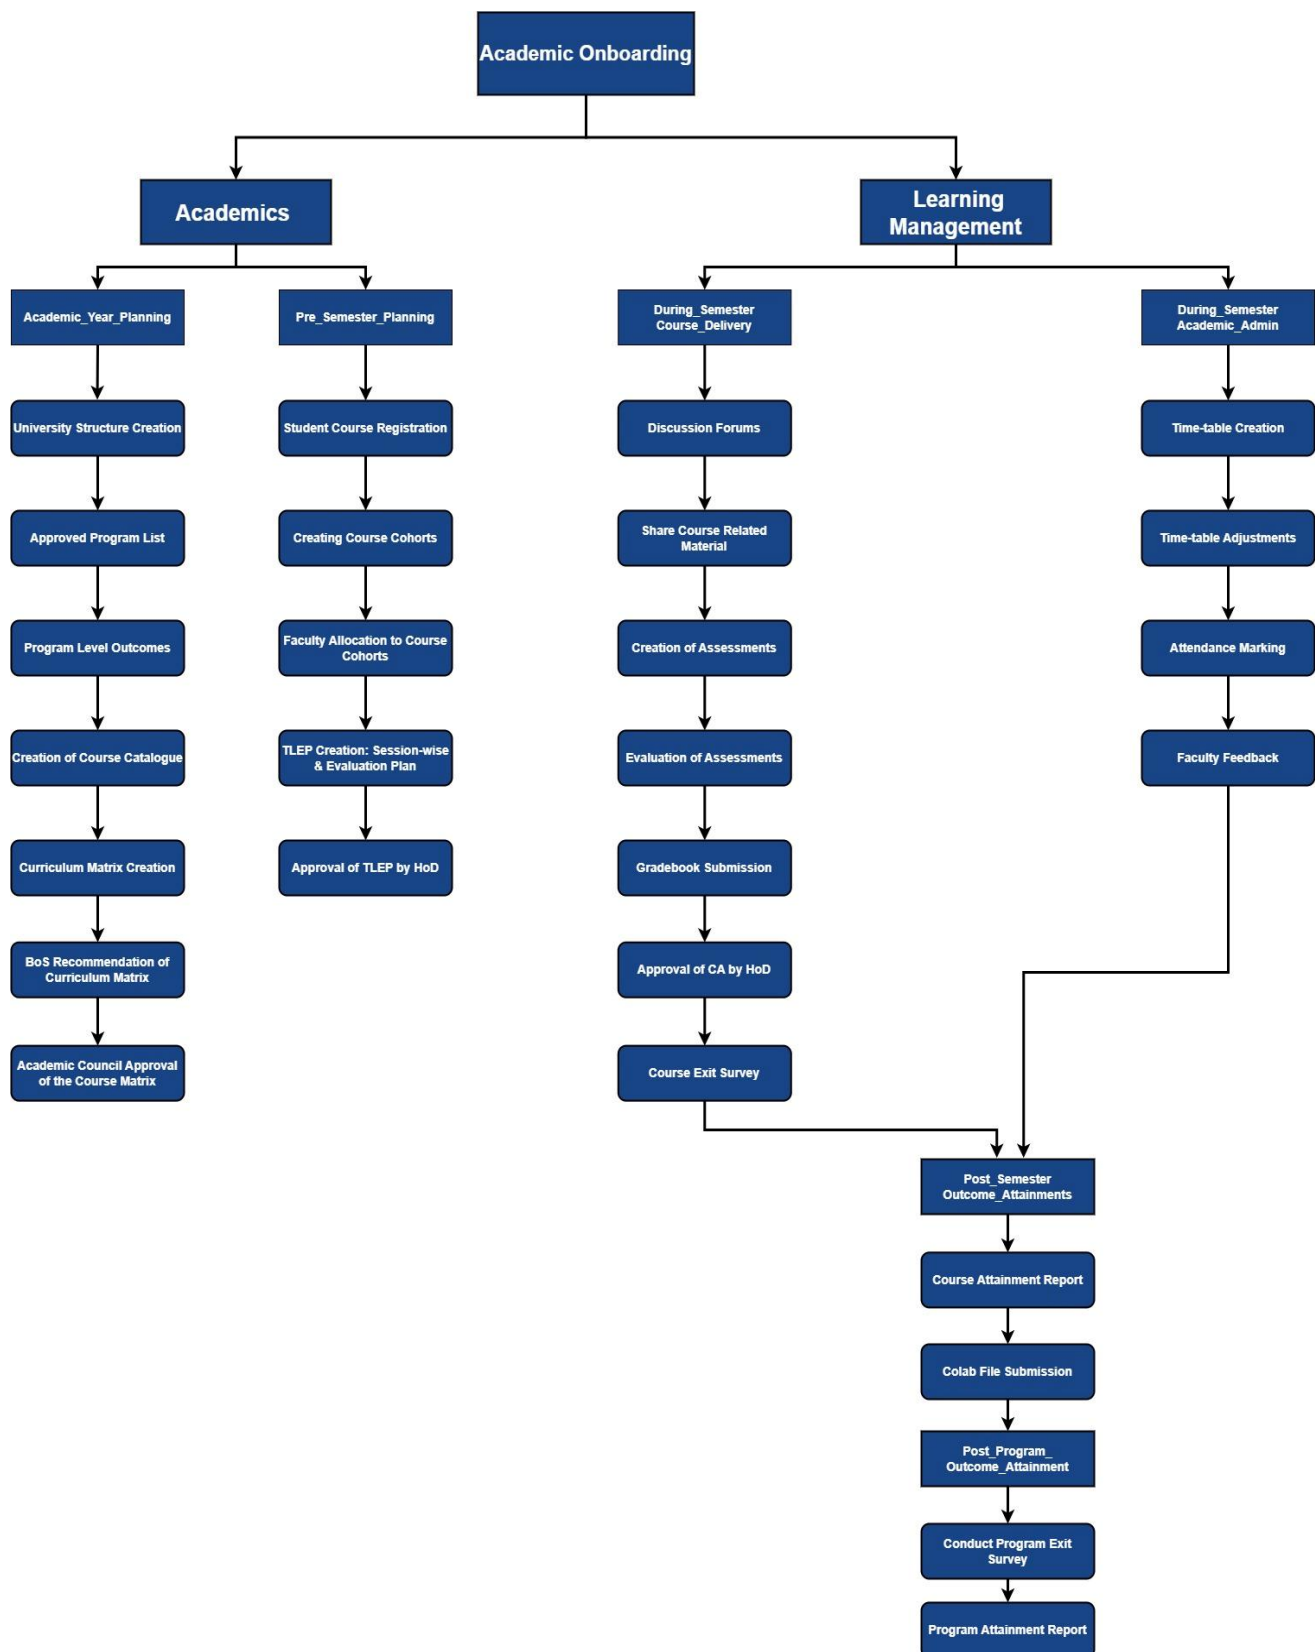 Academic Onboarding
Academics
Learning
Management
Academic_Year_Planning
Pre_Semester_Planning
During_Semester
Course_Delivery
During_Semester
Academic_Admin
University Structure Creation
Student Course Registration
Discussion Forums
Time-table Creation
Approved Program List
Creating Course Cohorts
Share Course Related
Material
Time-table Adjustments
Program Level Outcomes
Faculty Allocation to Course
Cohorts
Creation of Assessments
Attendance Marking
Creation of Course Catalogue
TLEP Creation: Session-wise
& Evaluation Plan
Evaluation of Assessments
Faculty Feedback
Curriculum Matrix Creation
Approval of TLEP by HoD
Gradebook Submission
BoS Recommendation of
Curriculum Matrix
Approval of CA by HoD
Academic Council Approval
of the Course Matrix
Course Exit Survey
Post_Semester
Outcome_Attainments
Course Attainment Report
Colab File Submission
Post_Program_
Outcome_Attainment
Conduct Program Exit
Survey
Program Attainment Report